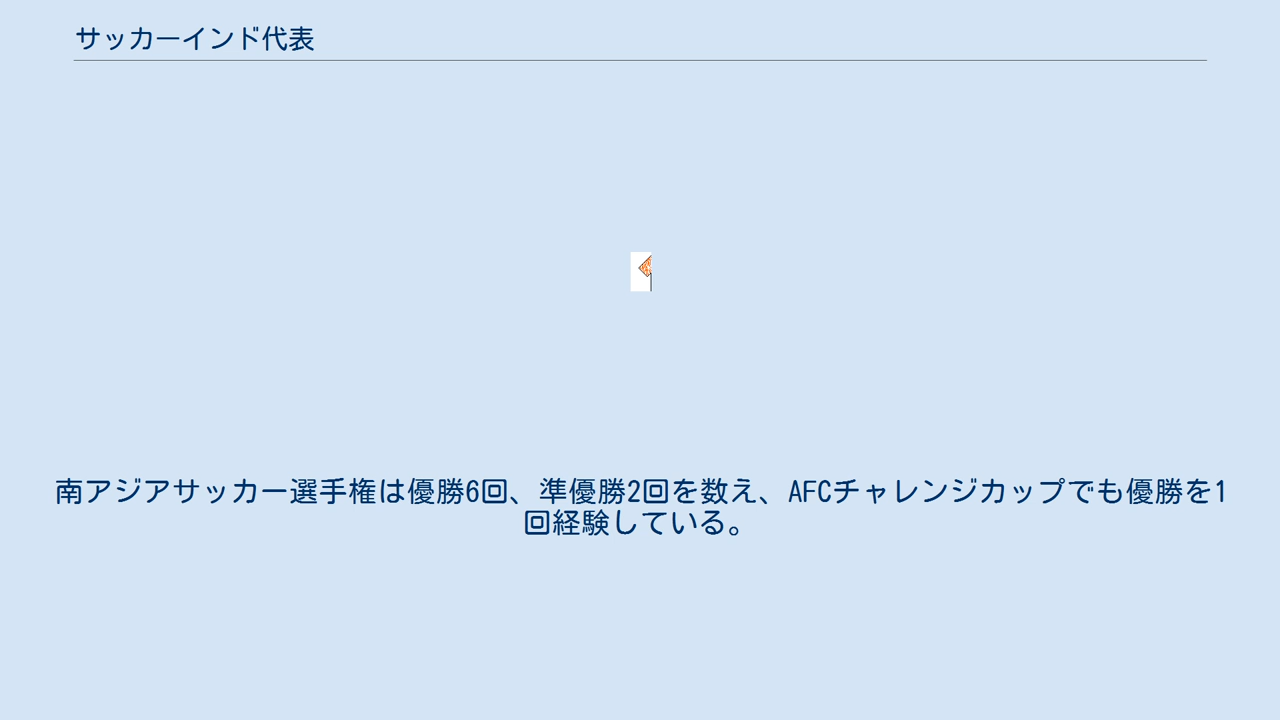 サッカーインド代表
南アジアサッカー選手権は優勝6回、準優勝2回を数え、AFCチャレンジカップでも優勝を1
回経験している。